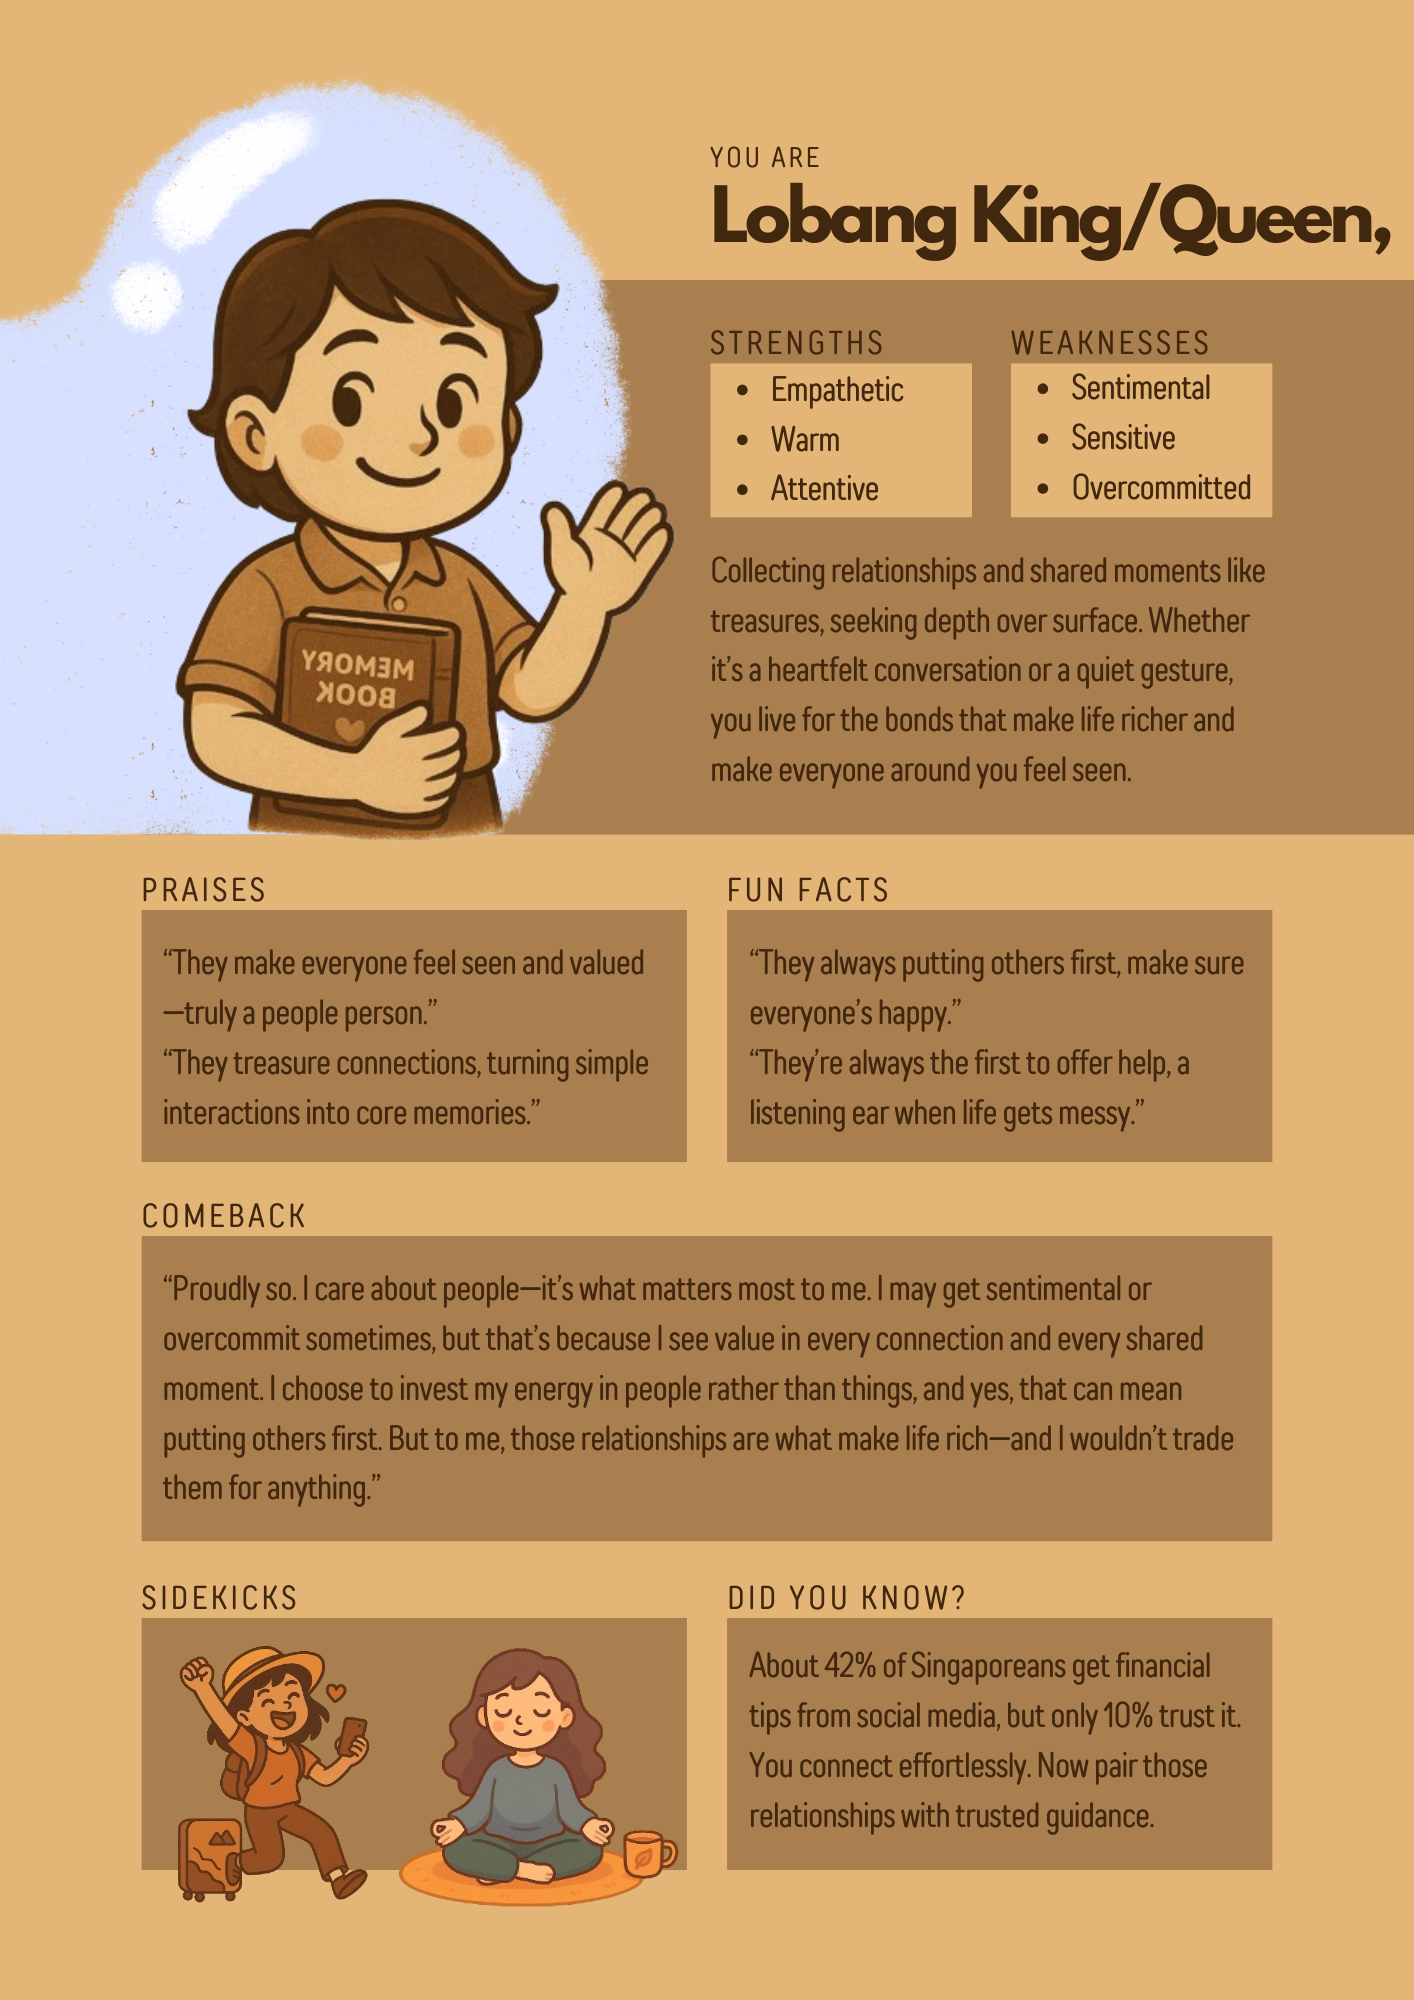 YOU ARE
Lobang King/Queen,
STRENGTHS
• Empathetic
• Warm
• Attentive
WEAKNESSES
• Sentimental
• Sensitive
• Overcommitted
Collecting relationships and shared moments like
treasures, seeking depth over surface. Whether
it’s a heartfelt conversation or a quiet gesture,
you live for the bonds that make life richer and
make everyone around you feel seen.
MEMORY
BOOK
PRAISES
“They make everyone feel seen and valued
—truly a people person.”
“They treasure connections, turning simple
interactions into core memories.”
FUN FACTS
“They always putting others first, make sure
everyone’s happy.”
“They’re always the first to offer help, a
listening ear when life gets messy.”
COMEBACK
“Proudly so. I care about people—it’s what matters most to me. I may get sentimental or
overcommit sometimes, but that’s because I see value in every connection and every shared
moment. I choose to invest my energy in people rather than things, and yes, that can mean
putting others first. But to me, those relationships are what make life rich—and I wouldn’t trade
them for anything.”
SIDEKICKS
DID YOU KNOW?
About 42% of Singaporeans get financial
tips from social media, but only 10% trust it.
You connect effortlessly. Now pair those
relationships with trusted guidance.